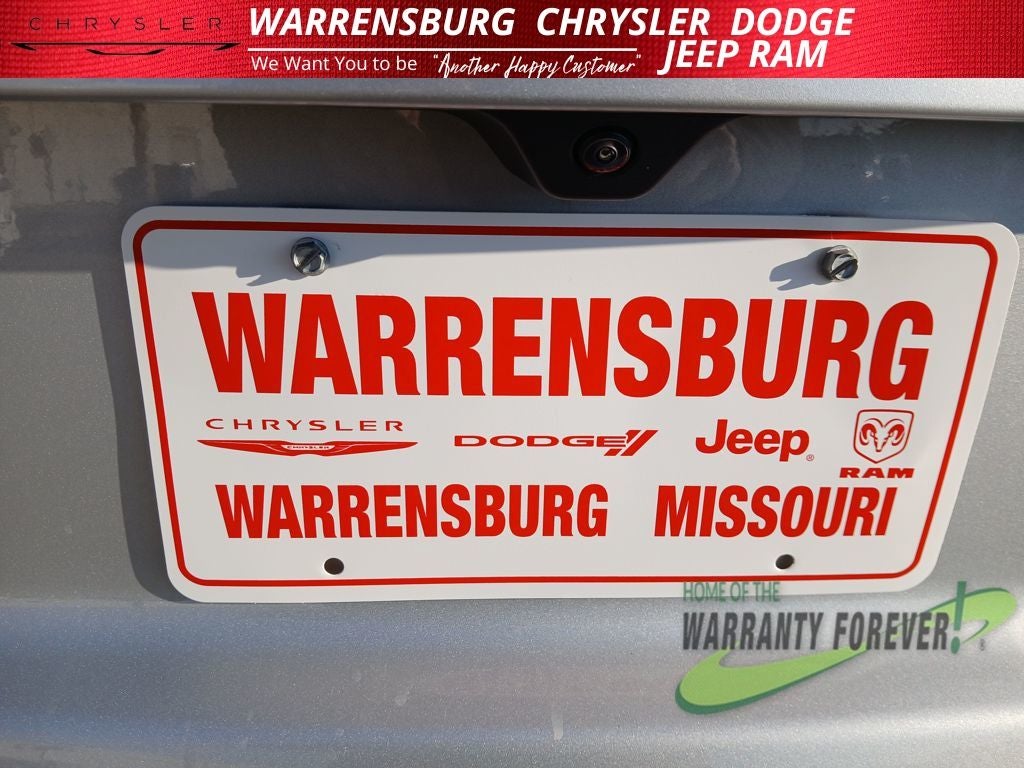 CHRYSLER
WARRENSBURG CHRYSLER DODGE
JEEP RAM
We Want You to be "Another Happy Customer"
WARRENSBURG
CHRYSLER
CHRYSLER
DODGE
Jeep®
RAM
WARRENSBURG MISSOURI
HOME OF THE
WARRANTY FOREVER!®